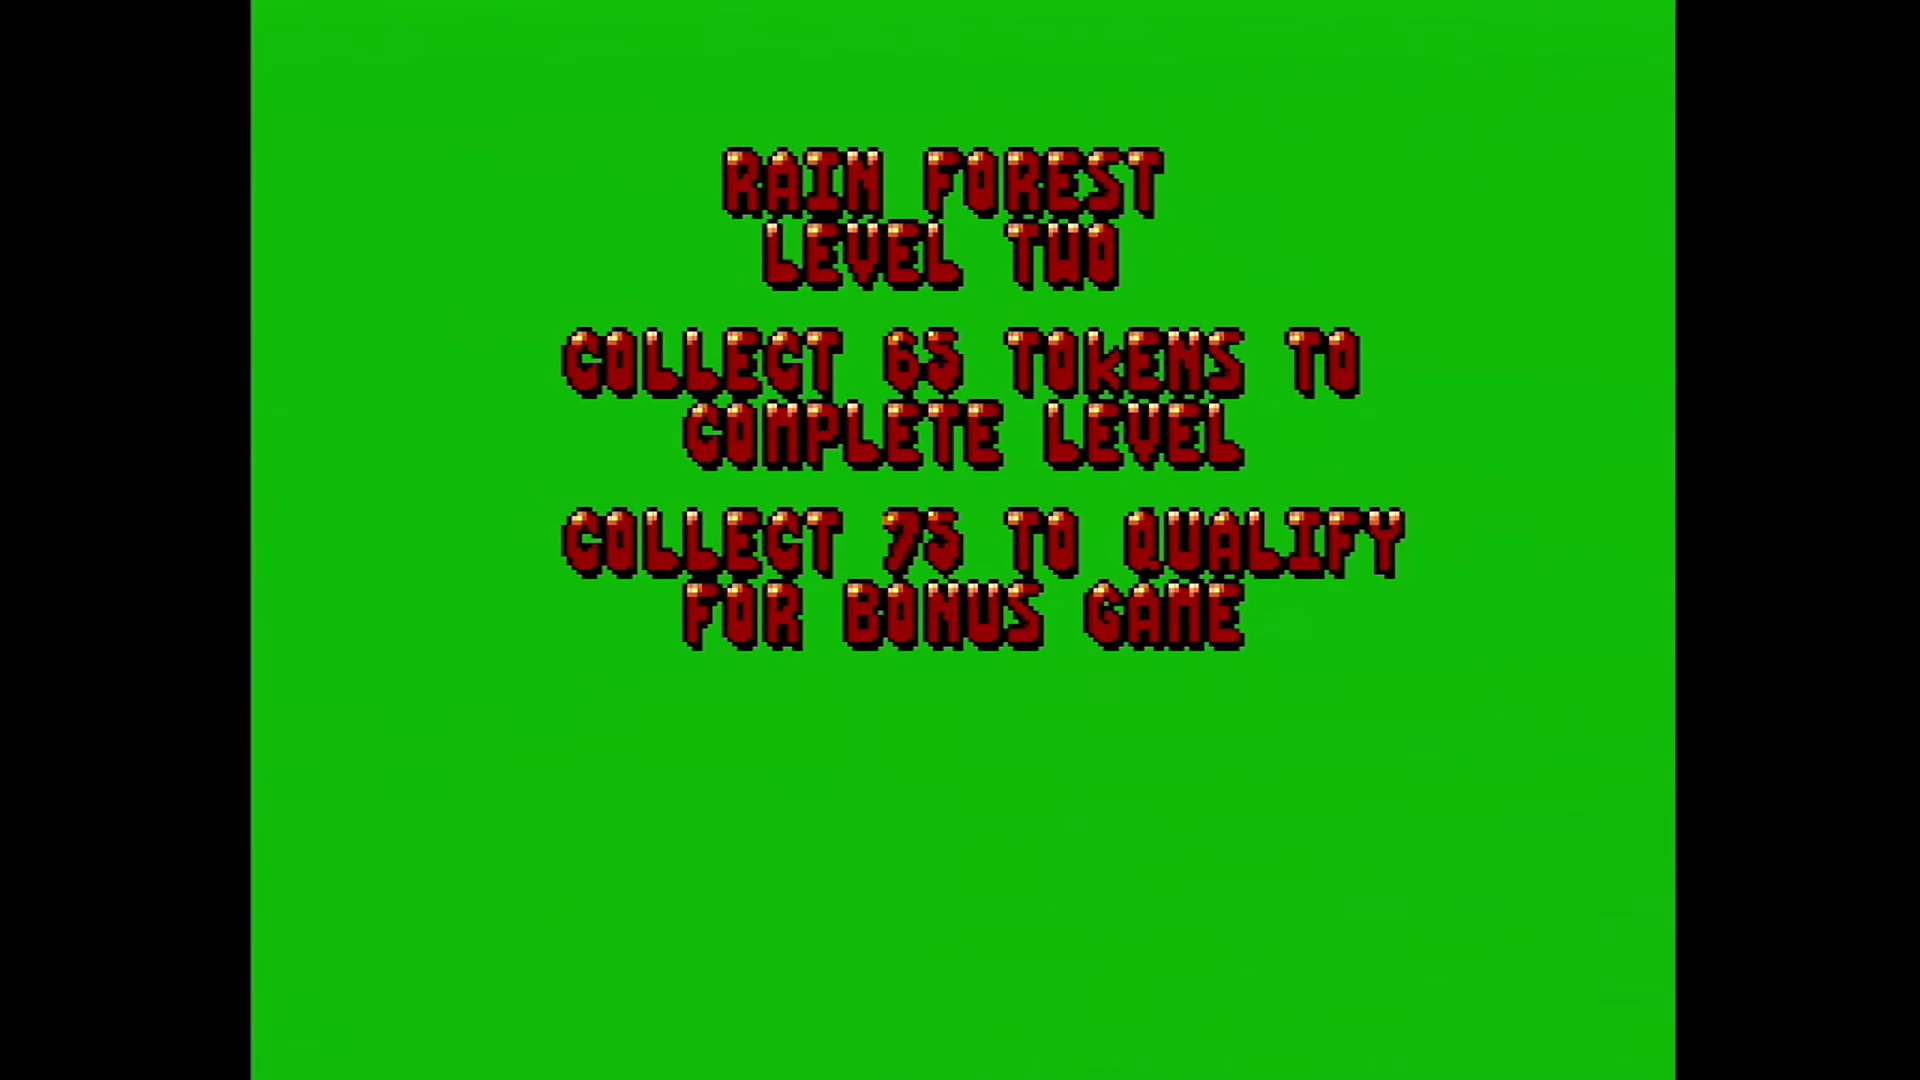 RAIN FOREST
LEVEL TWO
COLLECT 65 TOKENS TO
COMPLETE LEVEL
COLLECT 75 TO QUALIFY
FOR BONUS GAME